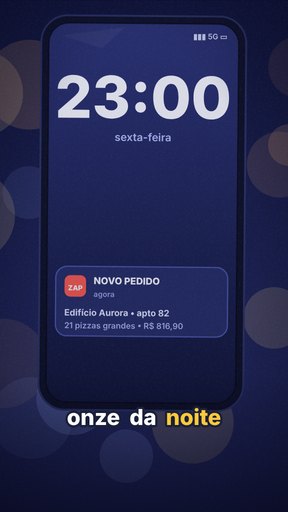 5G
23:00
sexta-feira
ZAP
NOVO PEDIDO
agora
Edifício Aurora • apto 82
21 pizzas grandes • R$ 816,90
onze da noite